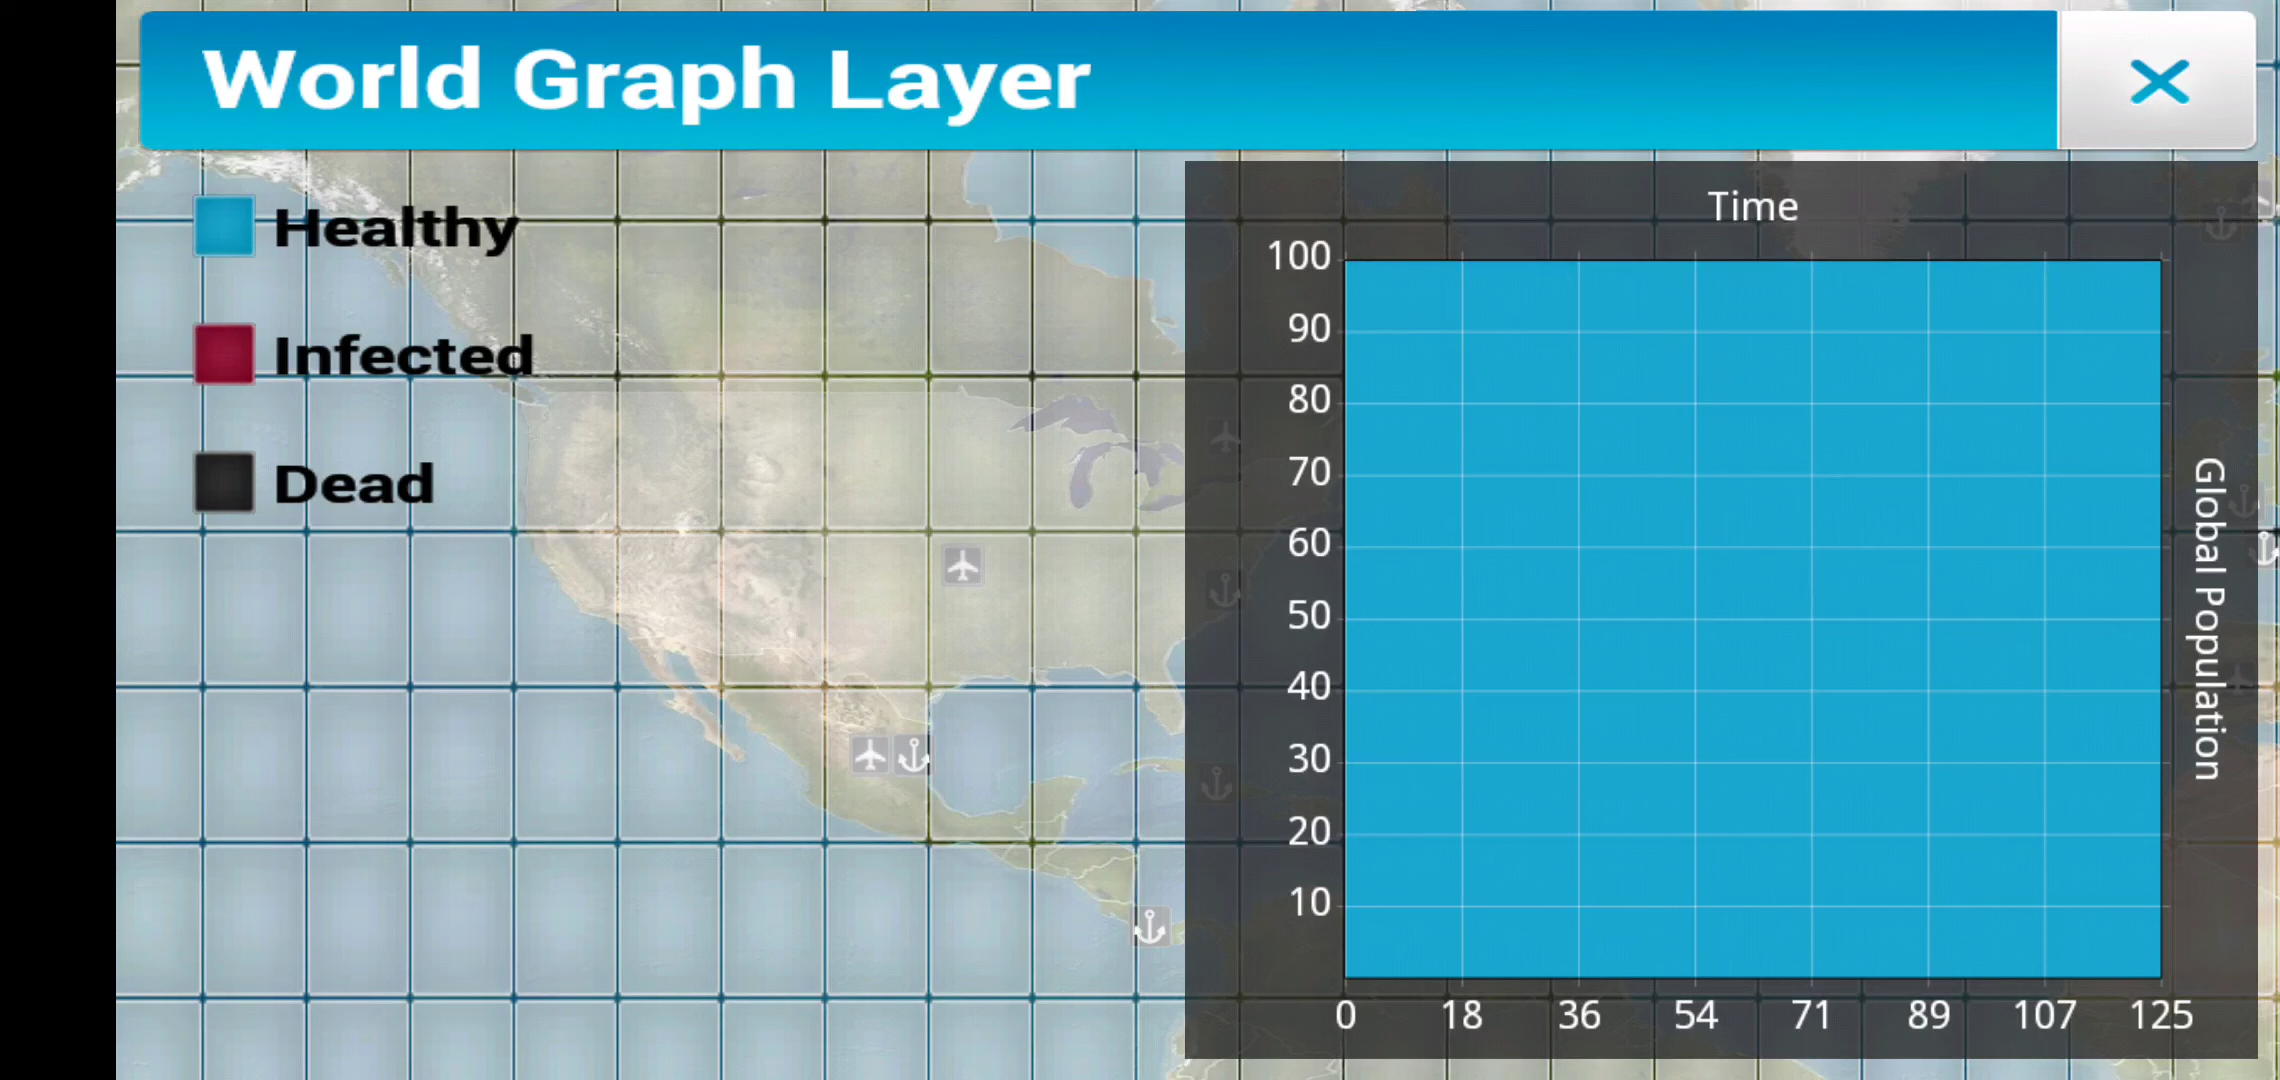 World Graph Layer
Healthy
Infected
Dead
Time
100
90
80
70
60
50
40
30
20
10
0 18 36 54 71 89 107 125
Global Population